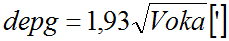 depg = 1,93√Voka[']